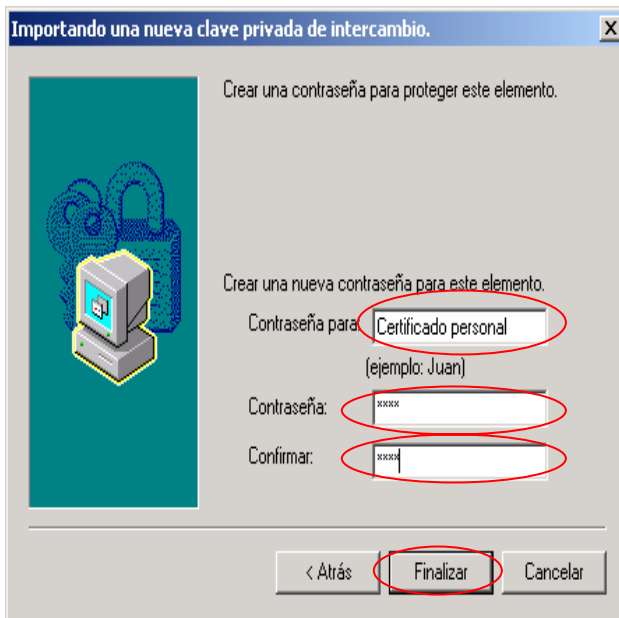 Importando una nueva clave privada de intercambio.
Crear una contraseña para proteger este elemento.
Crear una nueva contraseña para este elemento.
Contraseña para: Certificado personal
(ejemplo: Juan)
Contraseña: ××××
Confirmar: ××××
< Atrás Finalizar Cancelar